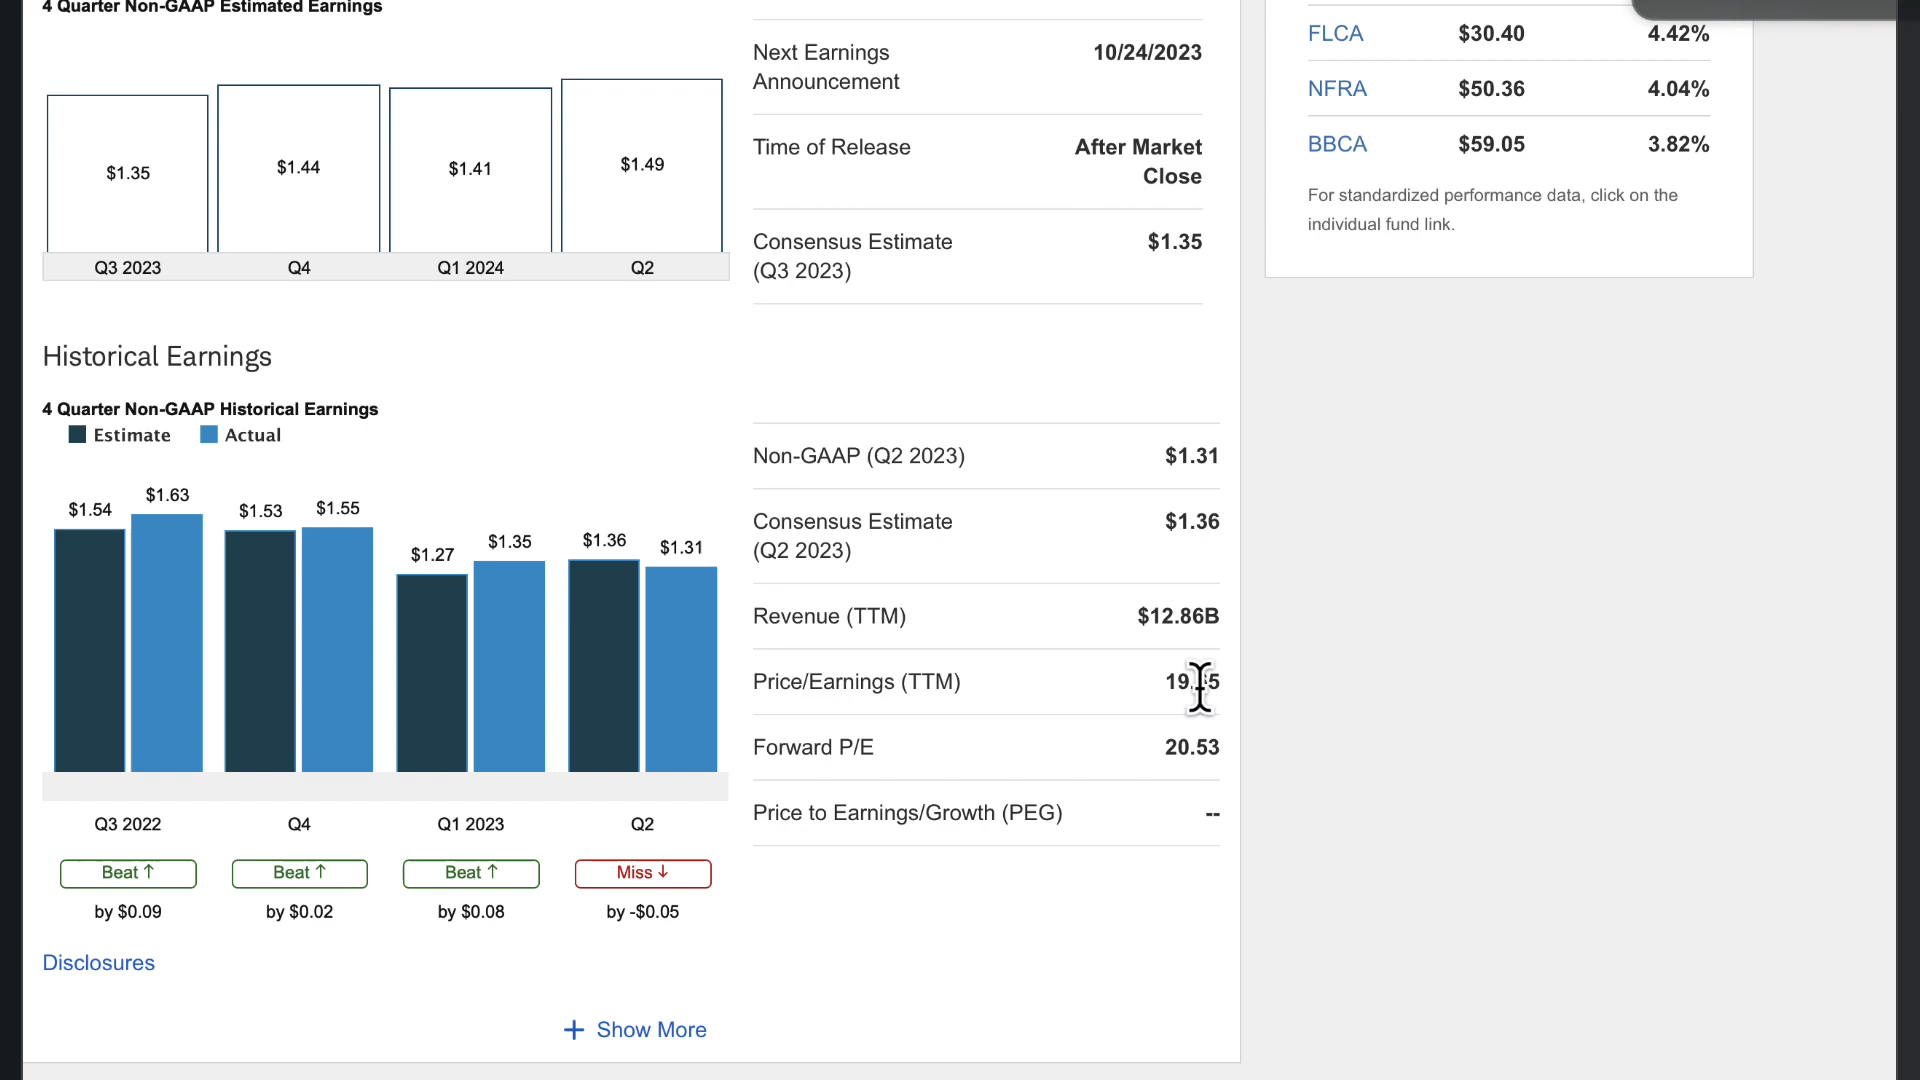 4 Quarter Non-GAAP Estimated Earnings
$1.35
$1.44
$1.41
$1.49
Q3 2023
Q4
Q1 2024
Q2
Next Earnings
Announcement
10/24/2023
Time of Release
After Market
Close
Consensus Estimate
(Q3 2023)
$1.35
Historical Earnings
4 Quarter Non-GAAP Historical Earnings
Estimate
Actual
$1.54
$1.63
$1.53
$1.55
$1.27
$1.35
$1.36
$1.31
Q3 2022
Q4
Q1 2023
Q2
Beat ↑
Beat ↑
Beat ↑
Miss ↓
by $0.09
by $0.02
by $0.08
by -$0.05
Disclosures
+ Show More
Non-GAAP (Q2 2023)
$1.31
Consensus Estimate
(Q2 2023)
$1.36
Revenue (TTM)
$12.86B
Price/Earnings (TTM)
Forward P/E
20.53
Price to Earnings/Growth (PEG)
--
FLCA $30.40 4.42%
NFRA $50.36 4.04%
BBCA $59.05 3.82%
For standardized performance data, click on the
individual fund link.